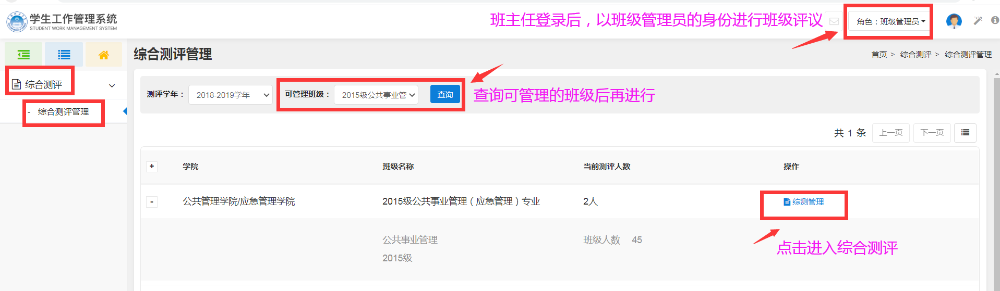 学生工作管理系统
STUDENT WORK MANAGEMENT SYSTEM
班主任登录后，以班级管理员的身份进行班级评议
角色：班级管理员
综合测评管理
首页 > 综合测评 > 综合测评管理
综合测评
- 综合测评管理
测评学年： 2018-2019学年 可管理班级： 2015级公共事业管 查询
查询可管理的班级后再进行
共 1 条 上一页 下一页
+ 学院 班级名称 当前测评人数 操作
- 公共管理学院/应急管理学院 2015级公共事业管理（应急管理）专业 2人 综测管理
公共事业管理 班级人数 45
2015级
点击进入综合测评